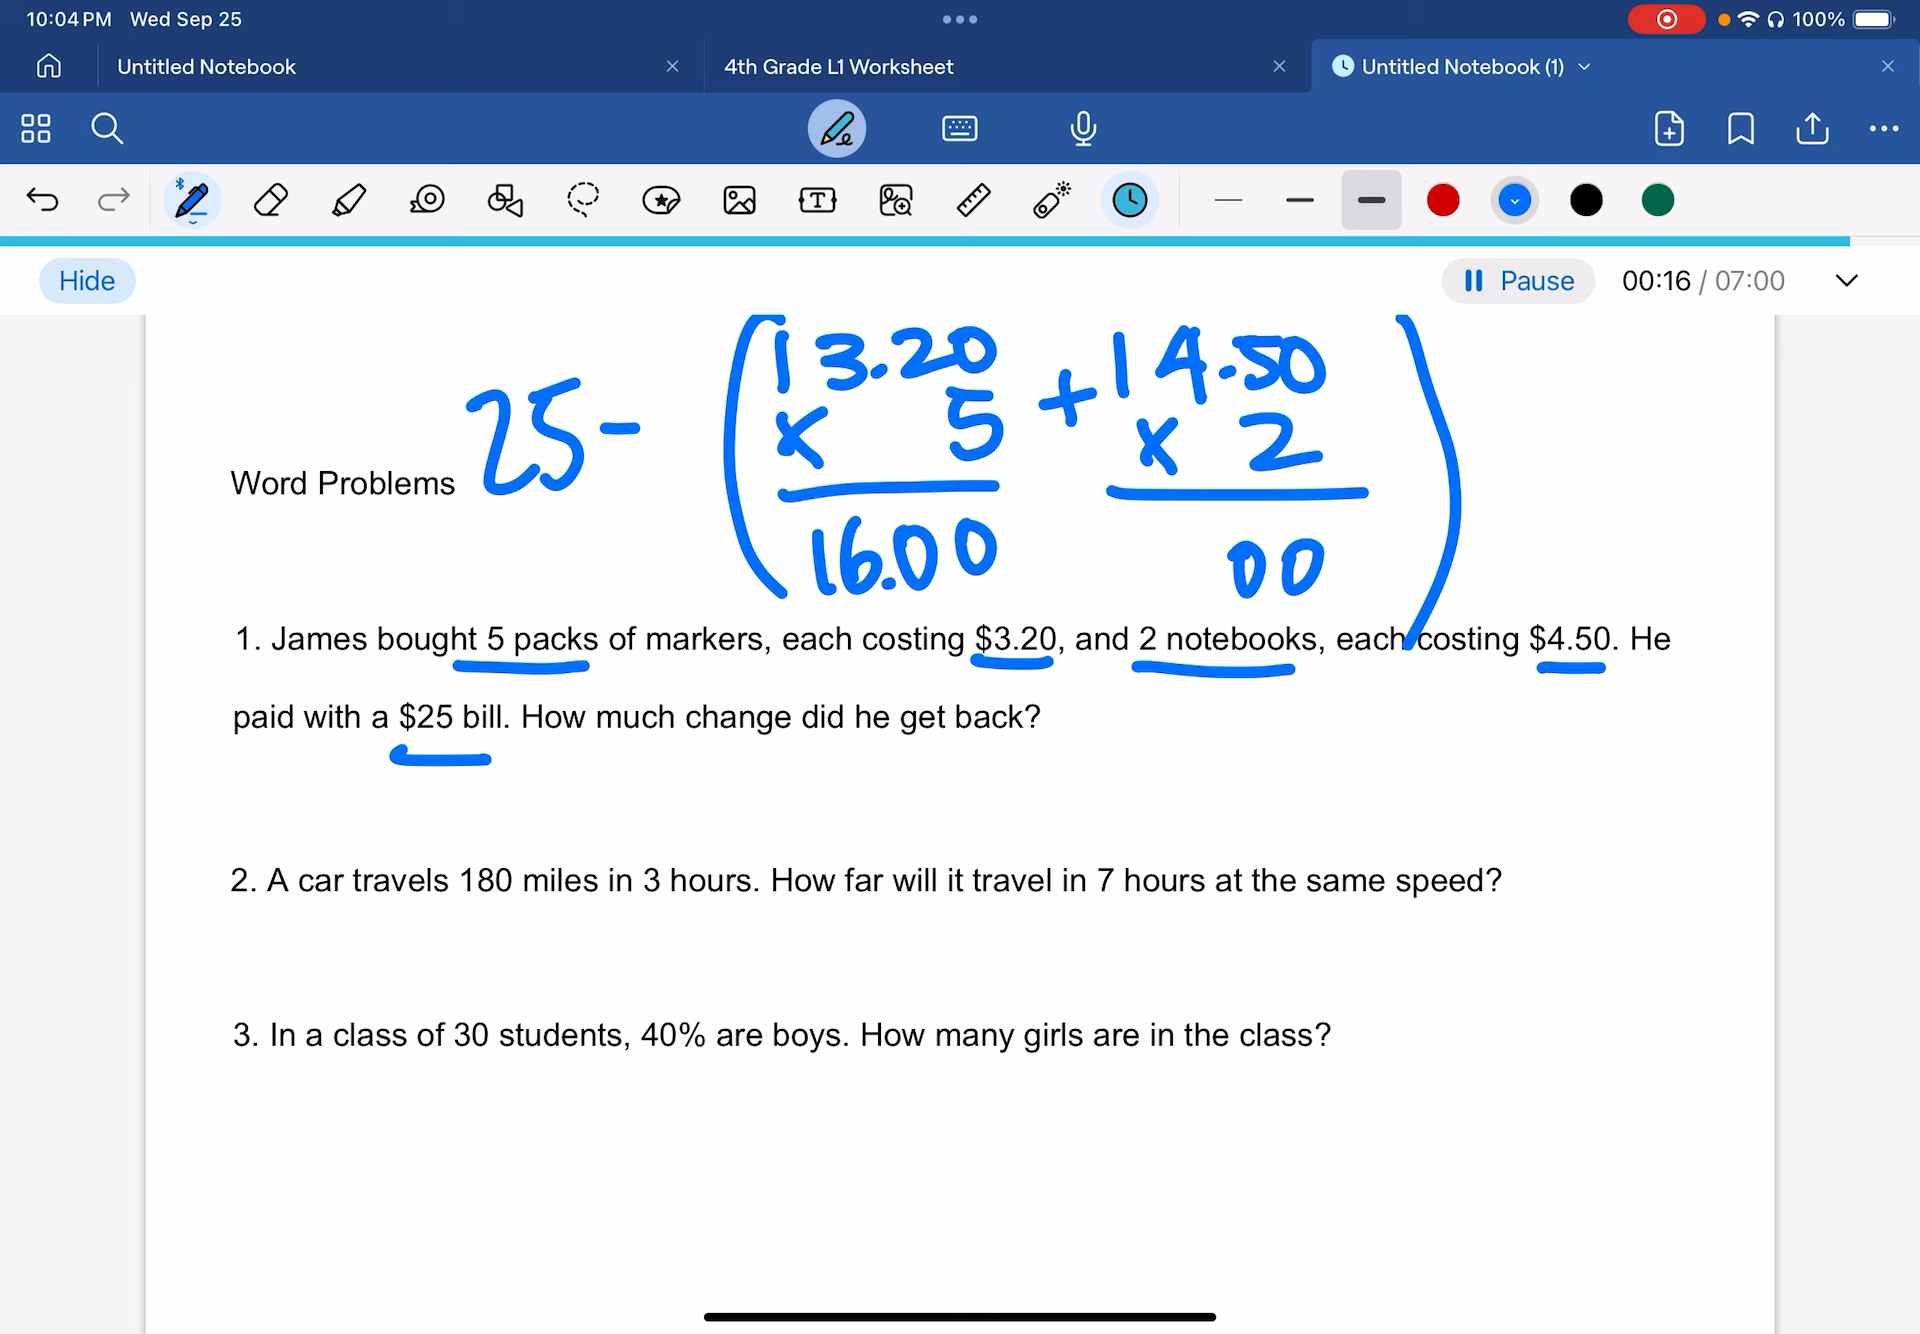 10:04 PM Wed Sep 25 100%
Untitled Notebook 4th Grade L1 Worksheet Untitled Notebook (1)
Hide Pause 00:16 / 07:00
13.20 + 14.50
25 - ( x 5 x 2 )
Word Problems
16.00 00
1. James bought 5 packs of markers, each costing $3.20, and 2 notebooks, each costing $4.50. He
paid with a $25 bill. How much change did he get back?
2. A car travels 180 miles in 3 hours. How far will it travel in 7 hours at the same speed?
3. In a class of 30 students, 40% are boys. How many girls are in the class?